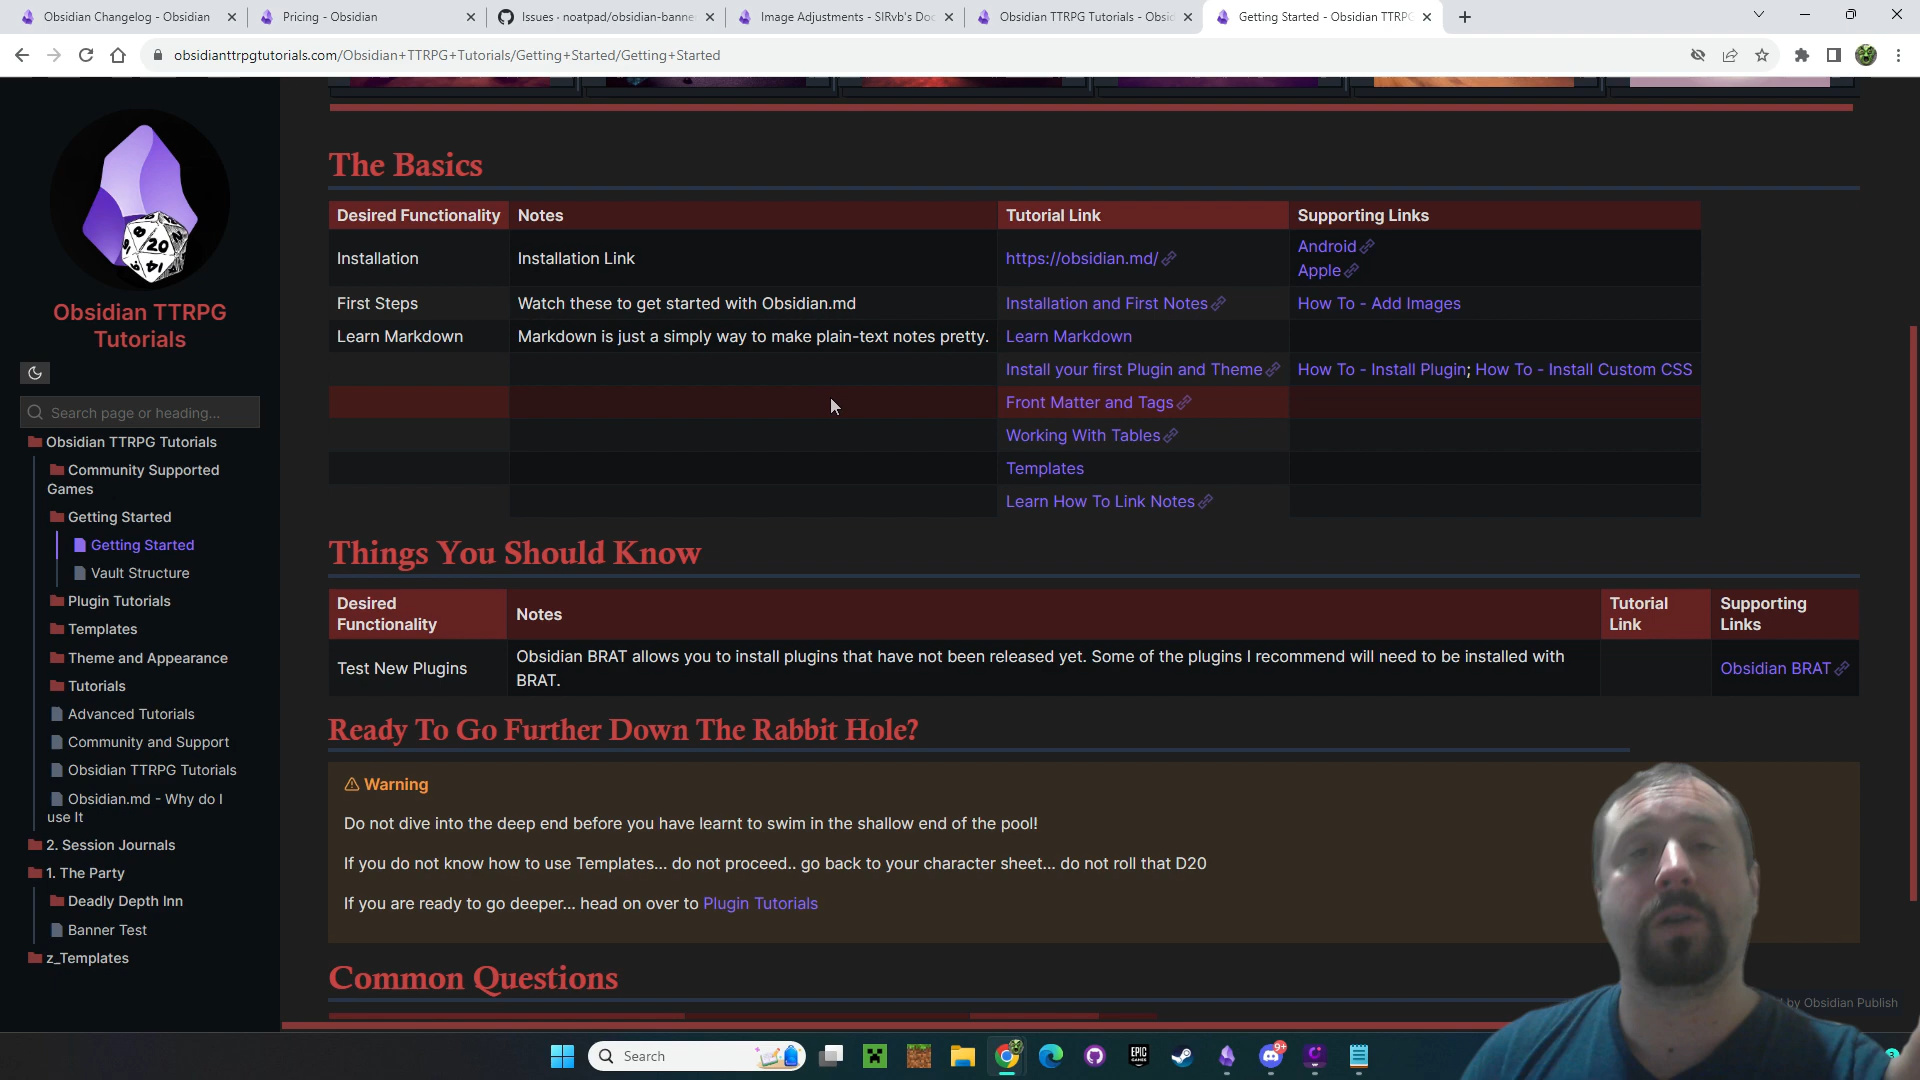 Obsidian Changelog - Obsidian
Pricing - Obsidian
Issues · noatpad/obsidian-banne
Image Adjustments - SlRvb's Doc
Obsidian TTRPG Tutorials - Obsi
Getting Started - Obsidian TTRPG
obsidianttrpgtutorials.com/Obsidian+TTRPG+Tutorials/Getting+Started/Getting+Started
Obsidian TTRPG
Tutorials
Search page or heading...
Obsidian TTRPG Tutorials
Community Supported
Games
Getting Started
Getting Started
Vault Structure
Plugin Tutorials
Templates
Theme and Appearance
Tutorials
Advanced Tutorials
Community and Support
Obsidian TTRPG Tutorials
Obsidian.md - Why do I
use It
2. Session Journals
1. The Party
Deadly Depth Inn
Banner Test
z_Templates
The Basics
Desired Functionality Notes Tutorial Link Supporting Links
Installation Installation Link https://obsidian.md/ Android
Apple
First Steps Watch these to get started with Obsidian.md Installation and First Notes How To - Add Images
Learn Markdown Markdown is just a simply way to make plain-text notes pretty. Learn Markdown
Install your first Plugin and Theme How To - Install Plugin; How To - Install Custom CSS
Front Matter and Tags
Working With Tables
Templates
Learn How To Link Notes
Things You Should Know
Desired
Functionality
Notes
Tutorial
Link
Supporting
Links
Test New Plugins
Obsidian BRAT allows you to install plugins that have not been released yet. Some of the plugins I recommend will need to be installed with
BRAT.
Obsidian BRAT
Ready To Go Further Down The Rabbit Hole?
Warning
Do not dive into the deep end before you have learnt to swim in the shallow end of the pool!
If you do not know how to use Templates... do not proceed.. go back to your character sheet... do not roll that D20
If you are ready to go deeper... head on over to Plugin Tutorials
Common Questions
by Obsidian Publish
Search
EPIC
GAMES
9+
20